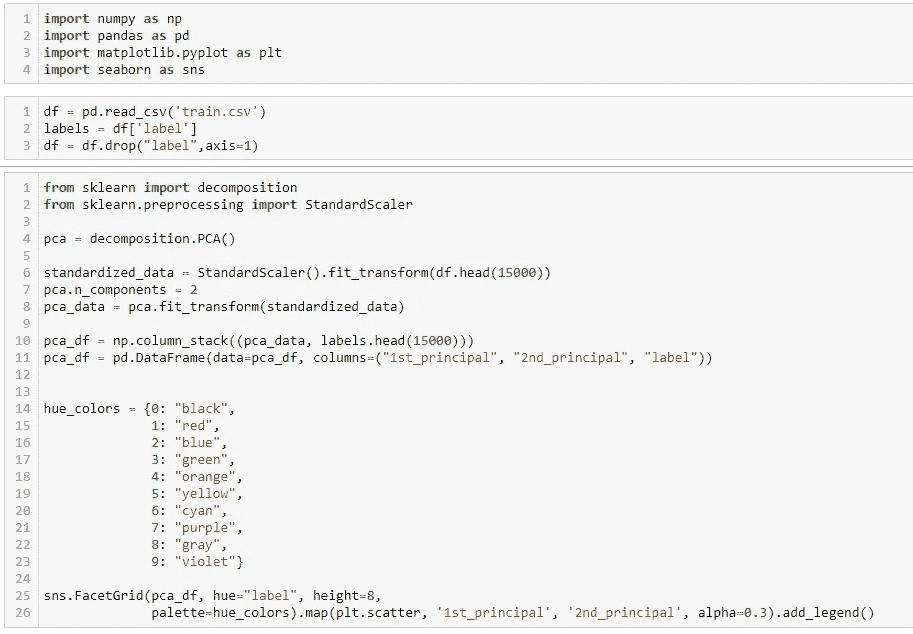 1 import numpy as np
2 import pandas as pd
3 import matplotlib.pyplot as plt
4 import seaborn as sns
1 df = pd.read_csv('train.csv')
2 labels = df['label']
3 df = df.drop("label",axis=1)
1 from sklearn import decomposition
2 from sklearn.preprocessing import StandardScaler
3
4 pca = decomposition.PCA()
5
6 standardized_data = StandardScaler().fit_transform(df.head(15000))
7 pca.n_components = 2
8 pca_data = pca.fit_transform(standardized_data)
9
10 pca_df = np.column_stack((pca_data, labels.head(15000)))
11 pca_df = pd.DataFrame(data=pca_df, columns=("1st_principal", "2nd_principal", "label"))
12
13
14 hue_colors = {0: "black",
15 1: "red",
16 2: "blue",
17 3: "green",
18 4: "orange",
19 5: "yellow",
20 6: "cyan",
21 7: "purple",
22 8: "gray",
23 9: "violet"}
24
25 sns.FacetGrid(pca_df, hue="label", height=8,
26 palette=hue_colors).map(plt.scatter, '1st_principal', '2nd_principal', alpha=0.3).add_legend()